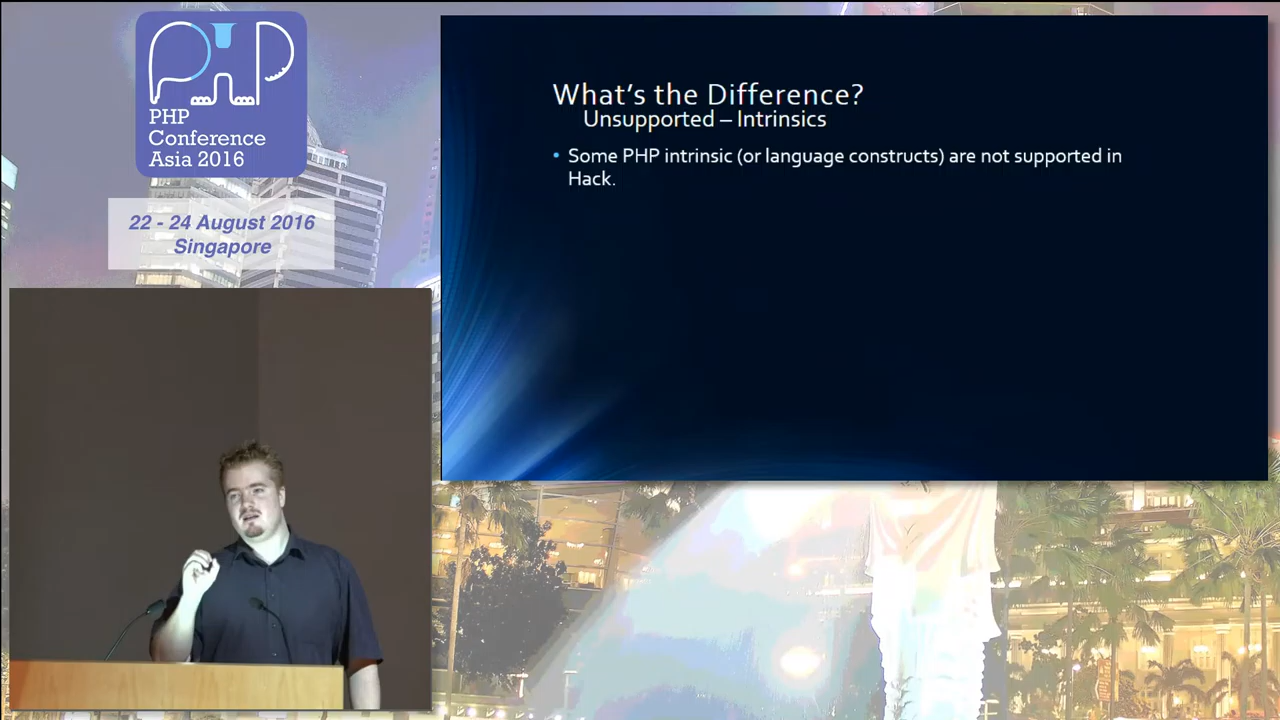 PHP
PHP
Conference
Asia 2016
22 - 24 August 2016
Singapore
What's the Difference?
Unsupported – Intrinsics
• Some PHP intrinsic (or language constructs) are not supported in
Hack.